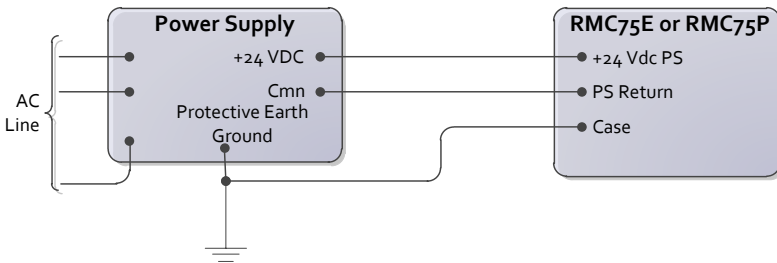 Power Supply
+24 VDC
Cmn
Protective Earth
Ground
AC
Line
RMC75E or RMC75P
+24 Vdc PS
PS Return
Case